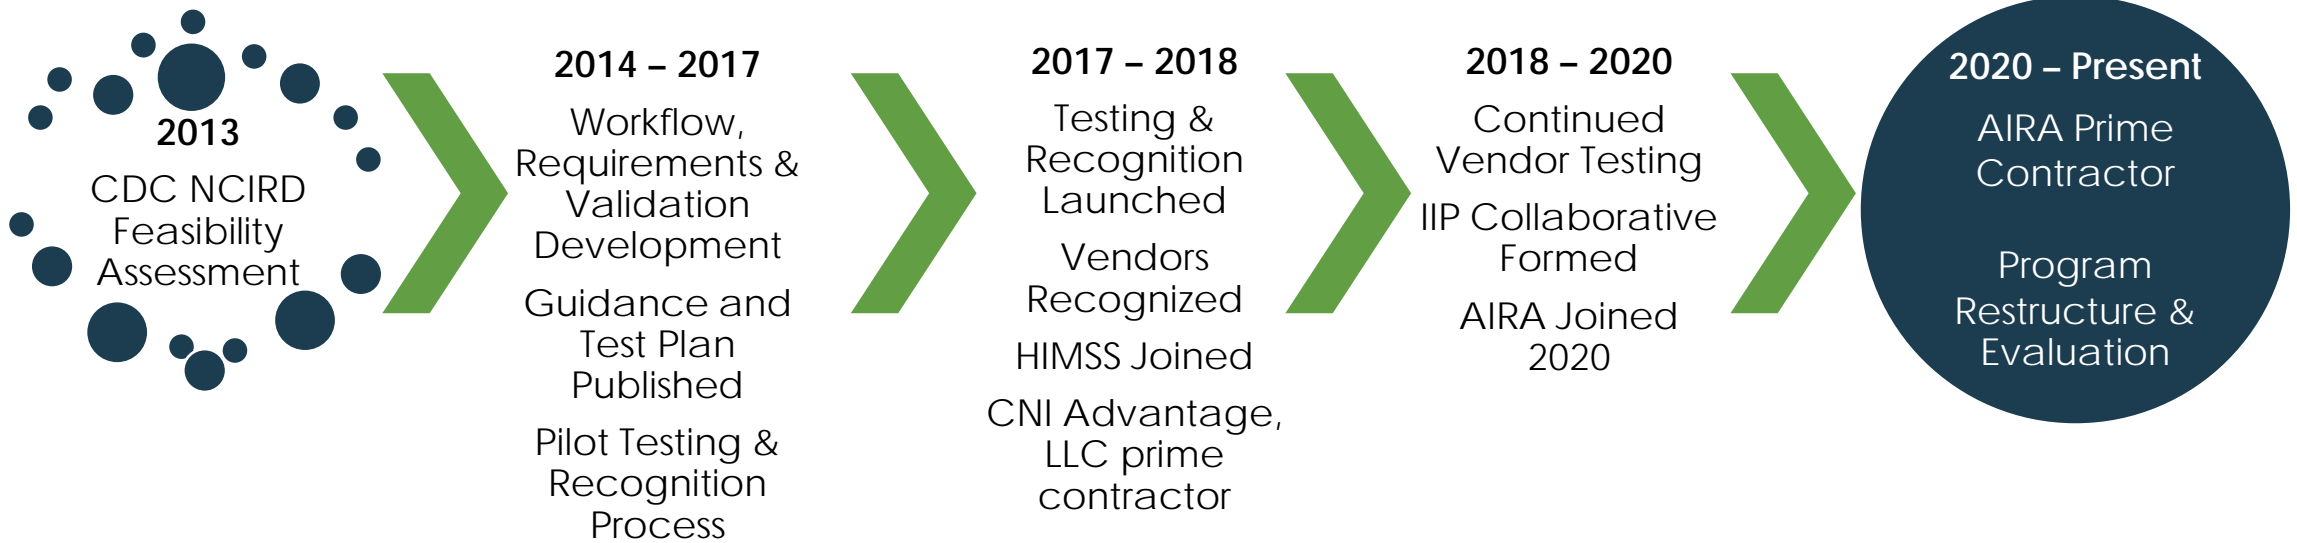 2013
CDC NCIRD
Feasibility
Assessment
2014 – 2017
Workflow,
Requirements &
Validation
Development
Guidance and
Test Plan
Published
Pilot Testing &
Recognition
Process
2017 – 2018
Testing &
Recognition
Launched
Vendors
Recognized
HIMSS Joined
CNI Advantage,
LLC prime
contractor
2018 – 2020
Continued
Vendor Testing
IIP Collaborative
Formed
AIRA Joined
2020
2020 – Present
AIRA Prime
Contractor
Program
Restructure &
Evaluation